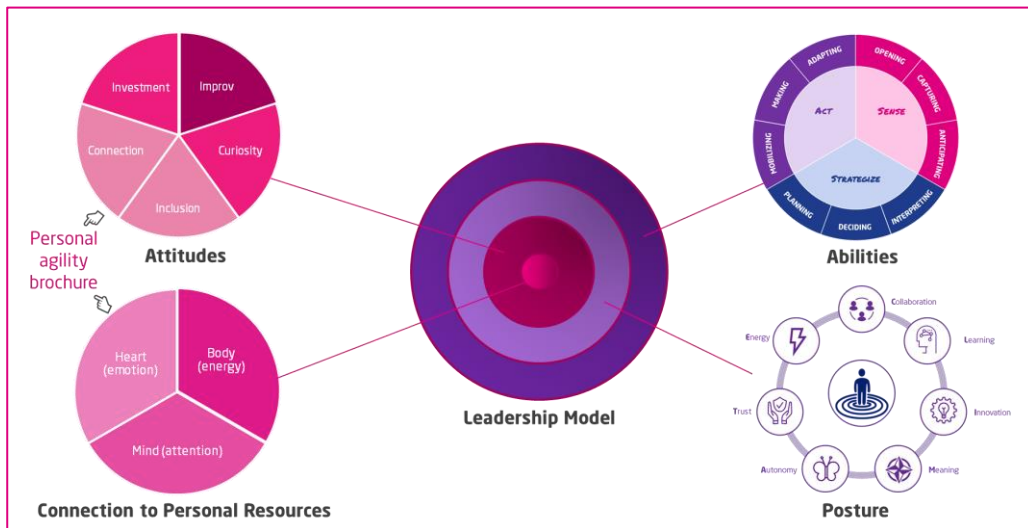 Investment
Improv
Connection
Curiosity
Inclusion
Attitudes
Personal
agility
brochure
Heart
(emotion)
Body
(energy)
Mind (attention)
Connection to Personal Resources
Leadership Model
ADAPTING
OPENING
MAKING
CAPTURING
MOBILIZING
ANTICIPATING
ACT
SENSE
STRATEGIZE
PLANNING
DECIDING
INTERPRETING
Abilities
Collaboration
Energy
Learning
Trust
Innovation
Autonomy
Meaning
Posture